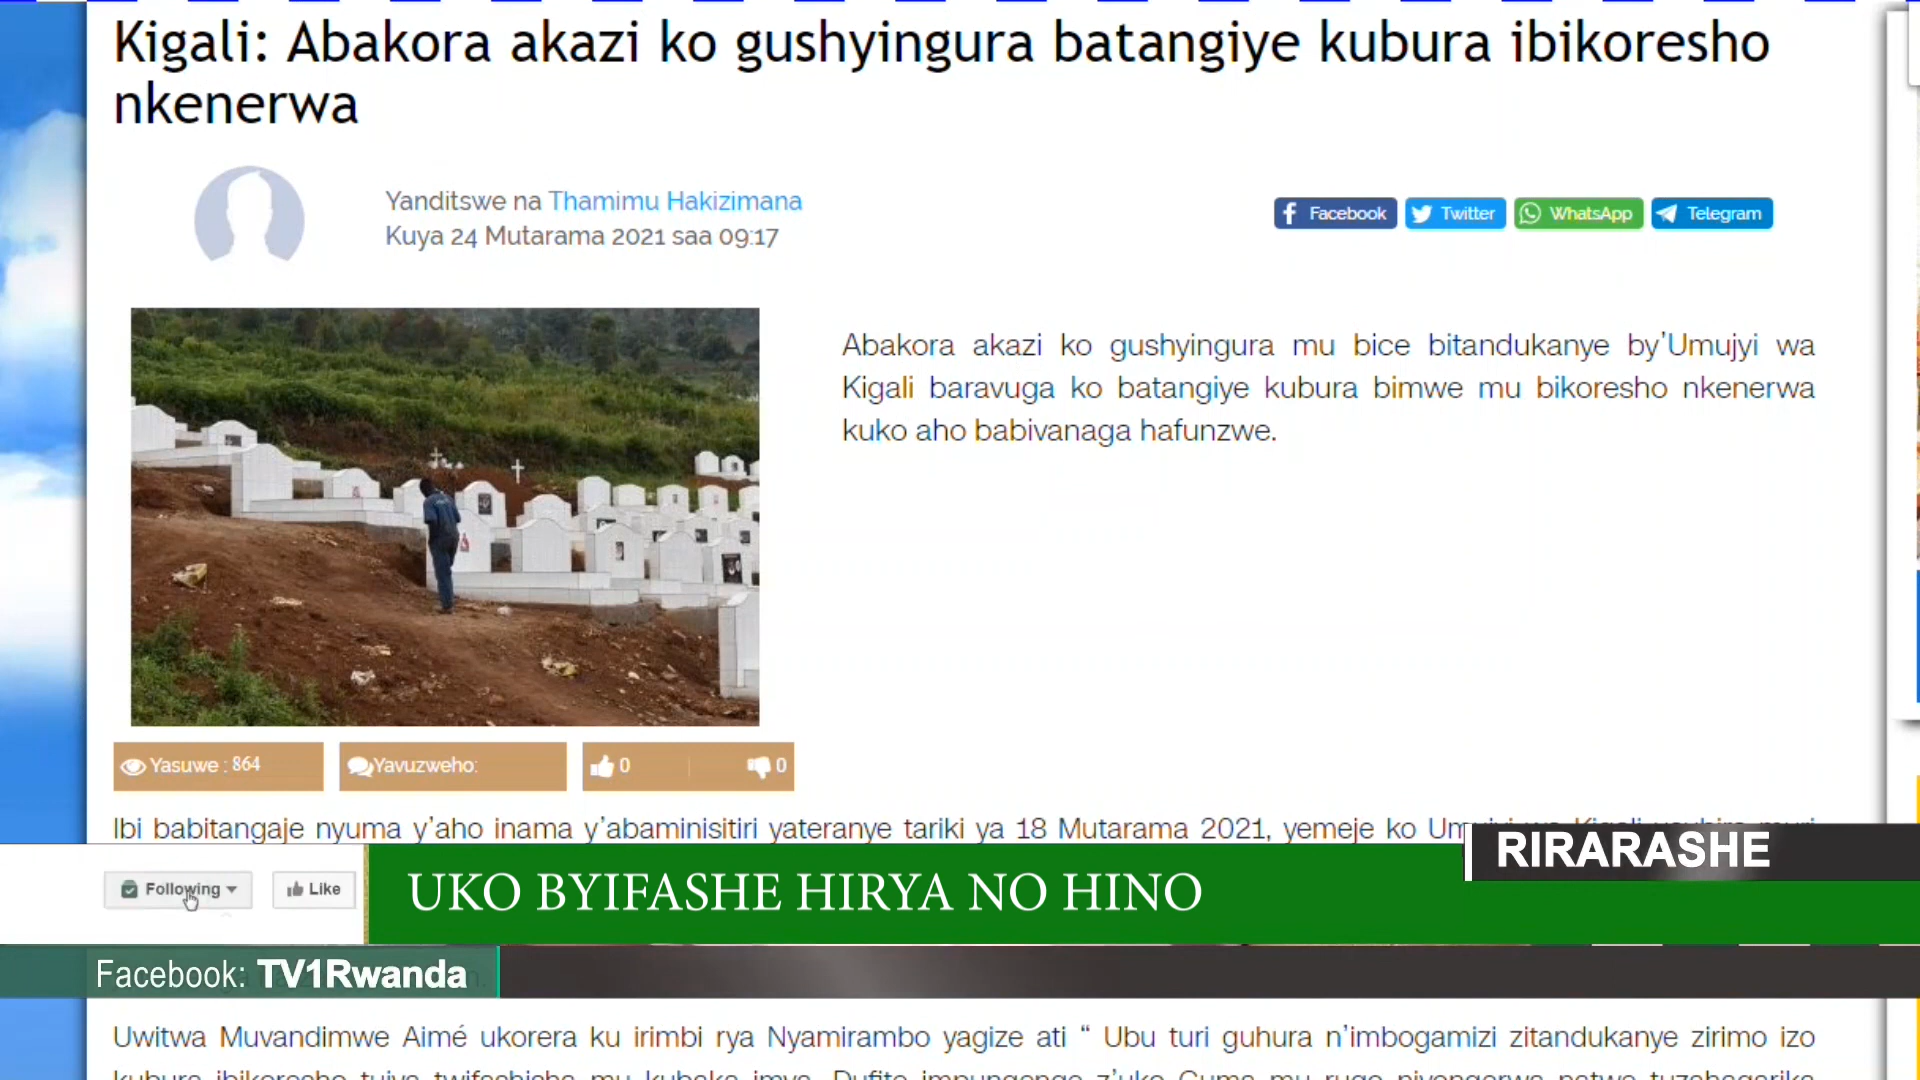 Kigali: Abakora akazi ko gushyingura batangiye kubura ibikoresho
nkenerwa
Yanditswe na Thamimu Hakizimana
Kuya 24 Mutarama 2021 saa 09:17
Facebook Twitter WhatsApp Telegram
Abakora akazi ko gushyingura mu bice bitandukanye by'Umujyi wa
Kigali baravuga ko batangiye kubura bimwe mu bikoresho nkenerwa
kuko aho babivanaga hafunzwe.
Yasuwe : 864 Yavuzweho: 0 0
Ibi babitangaje nyuma y'aho inama y'abaminisitiri yateranye tariki ya 18 Mutarama 2021, yemeje ko
RIRARASHE
Following Like
UKO BYIFASHE HIRYA NO HINO
Facebook: TV1Rwanda
Uwitwa Muvandimwe Aimé ukorera ku irimbi rya Nyamirambo yagize ati “ Ubu turi guhura n'imbogamizi zitandukanye zirimo izo